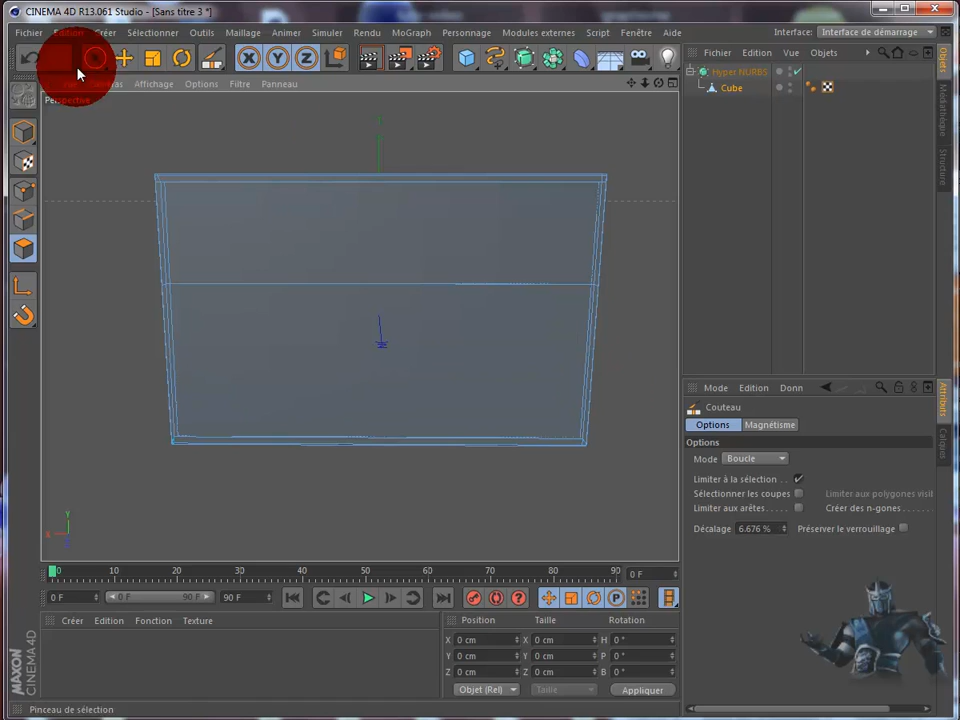 CINEMA 4D R13.061 Studio - [Sans titre 3 *]
Fichier Edition Créer Sélectionner Outils Maillage Animer Simuler Rendu MoGraph Personnage Modules externes Script Fenêtre Aide Interface: Interface de démarrage
X Y Z
Fichier Edition Vue Objets
Affichage Options Filtre Panneau
Perspective
Hyper NURBS
Cube
Objets
Médiathèque
Structure
Y
X
Z
Mode Edition Donn
Couteau
Options Magnétisme
Options
Mode Boucle
Limiter à la sélection
Sélectionner les coupes Limiter aux polygones visil
Limiter aux arêtes Créer des n-gones
Décalage 6.676 % Préserver le verrouillage
Attributs
Calques
0 10 20 30 40 50 60 70 80 90 0 F
0 F 0 F 90 F 90 F
P
Créer Edition Fonction Texture
Position Taille Rotation
X 0 cm X 0 cm H 0 °
Y 0 cm Y 0 cm P 0 °
Z 0 cm Z 0 cm B 0 °
Objet (Rel) Taille Appliquer
MAXON
CINEMA 4D
Pinceau de sélection